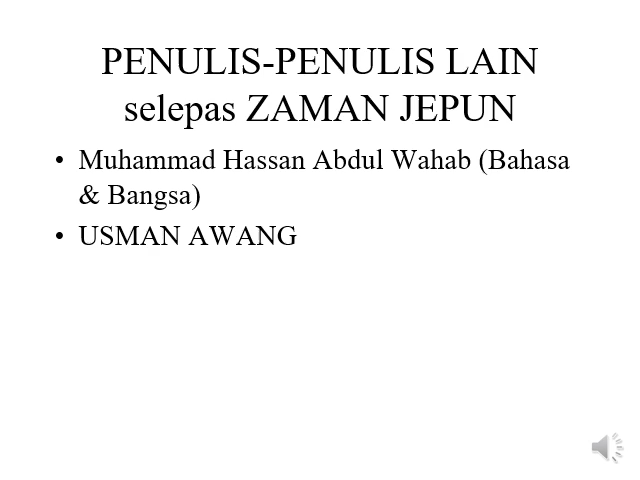 PENULIS-PENULIS LAIN
selepas ZAMAN JEPUN
• Muhammad Hassan Abdul Wahab (Bahasa
& Bangsa)
• USMAN AWANG